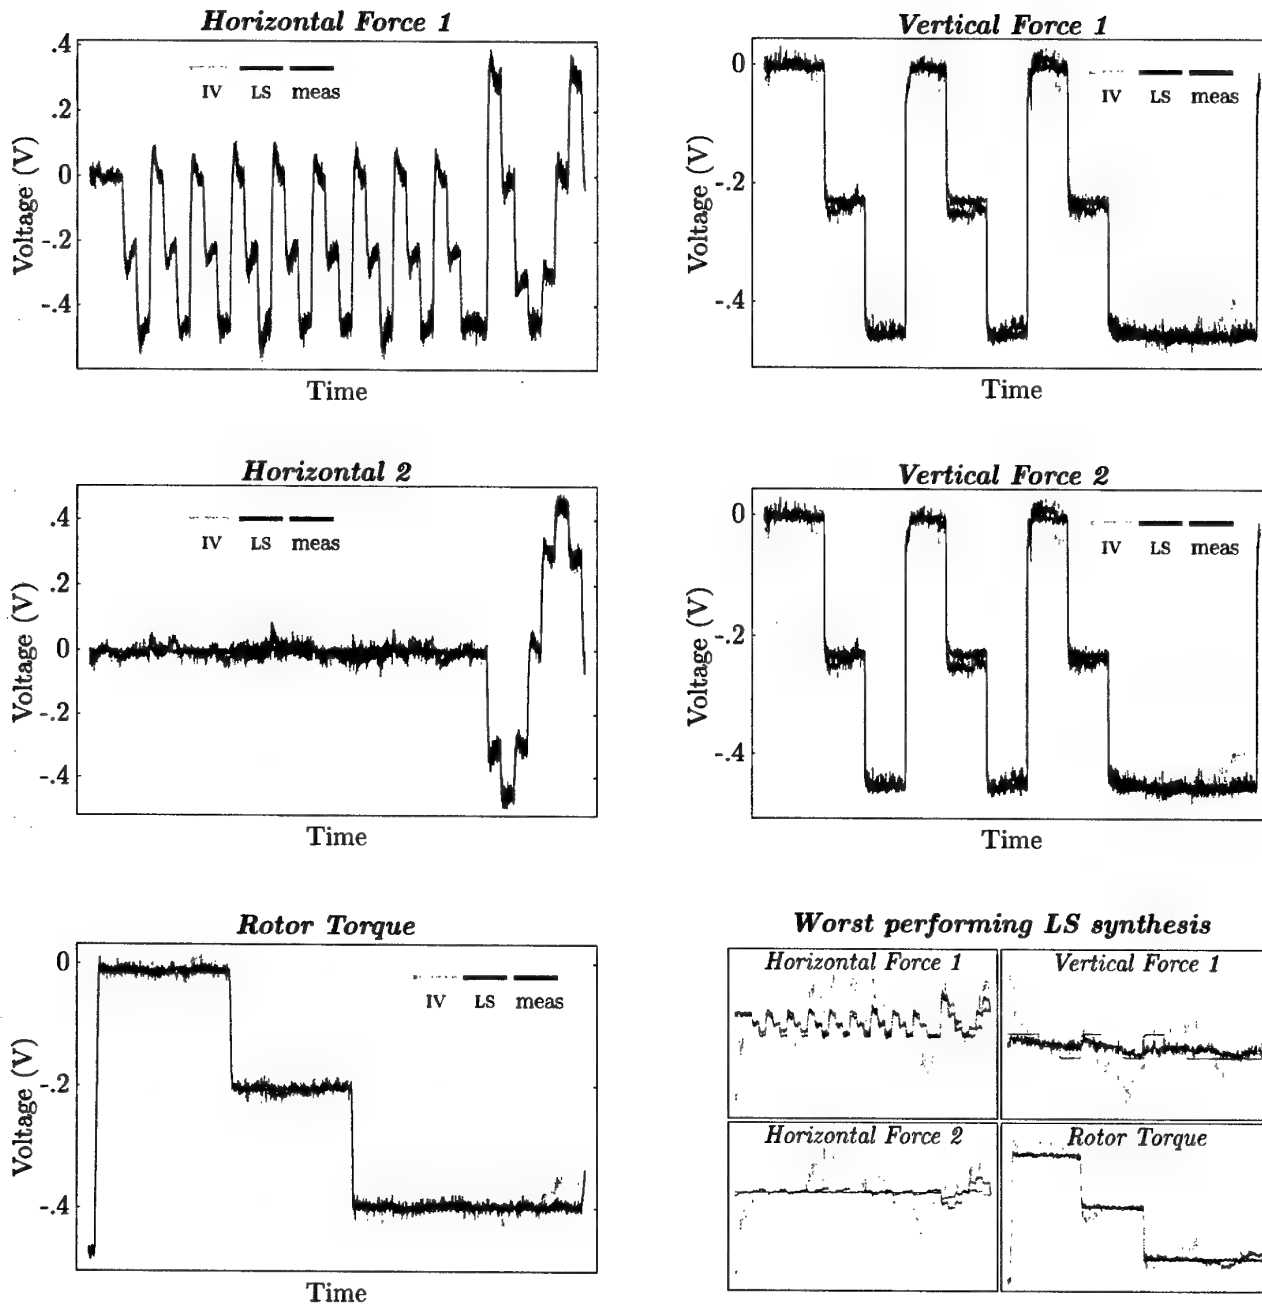 Horizontal Force 1
.4
.2
0
-.2
-.4
Voltage (V)
IV LS meas
Time
Vertical Force 1
0
-.2
-.4
Voltage (V)
IV LS meas
Time
Horizontal 2
.4
.2
0
-.2
-.4
Voltage (V)
IV LS meas
Time
Vertical Force 2
0
-.2
-.4
Voltage (V)
IV LS meas
Time
Rotor Torque
0
-.2
-.4
Voltage (V)
IV LS meas
Time
Worst performing LS synthesis
Horizontal Force 1
Vertical Force 1
Horizontal Force 2
Rotor Torque